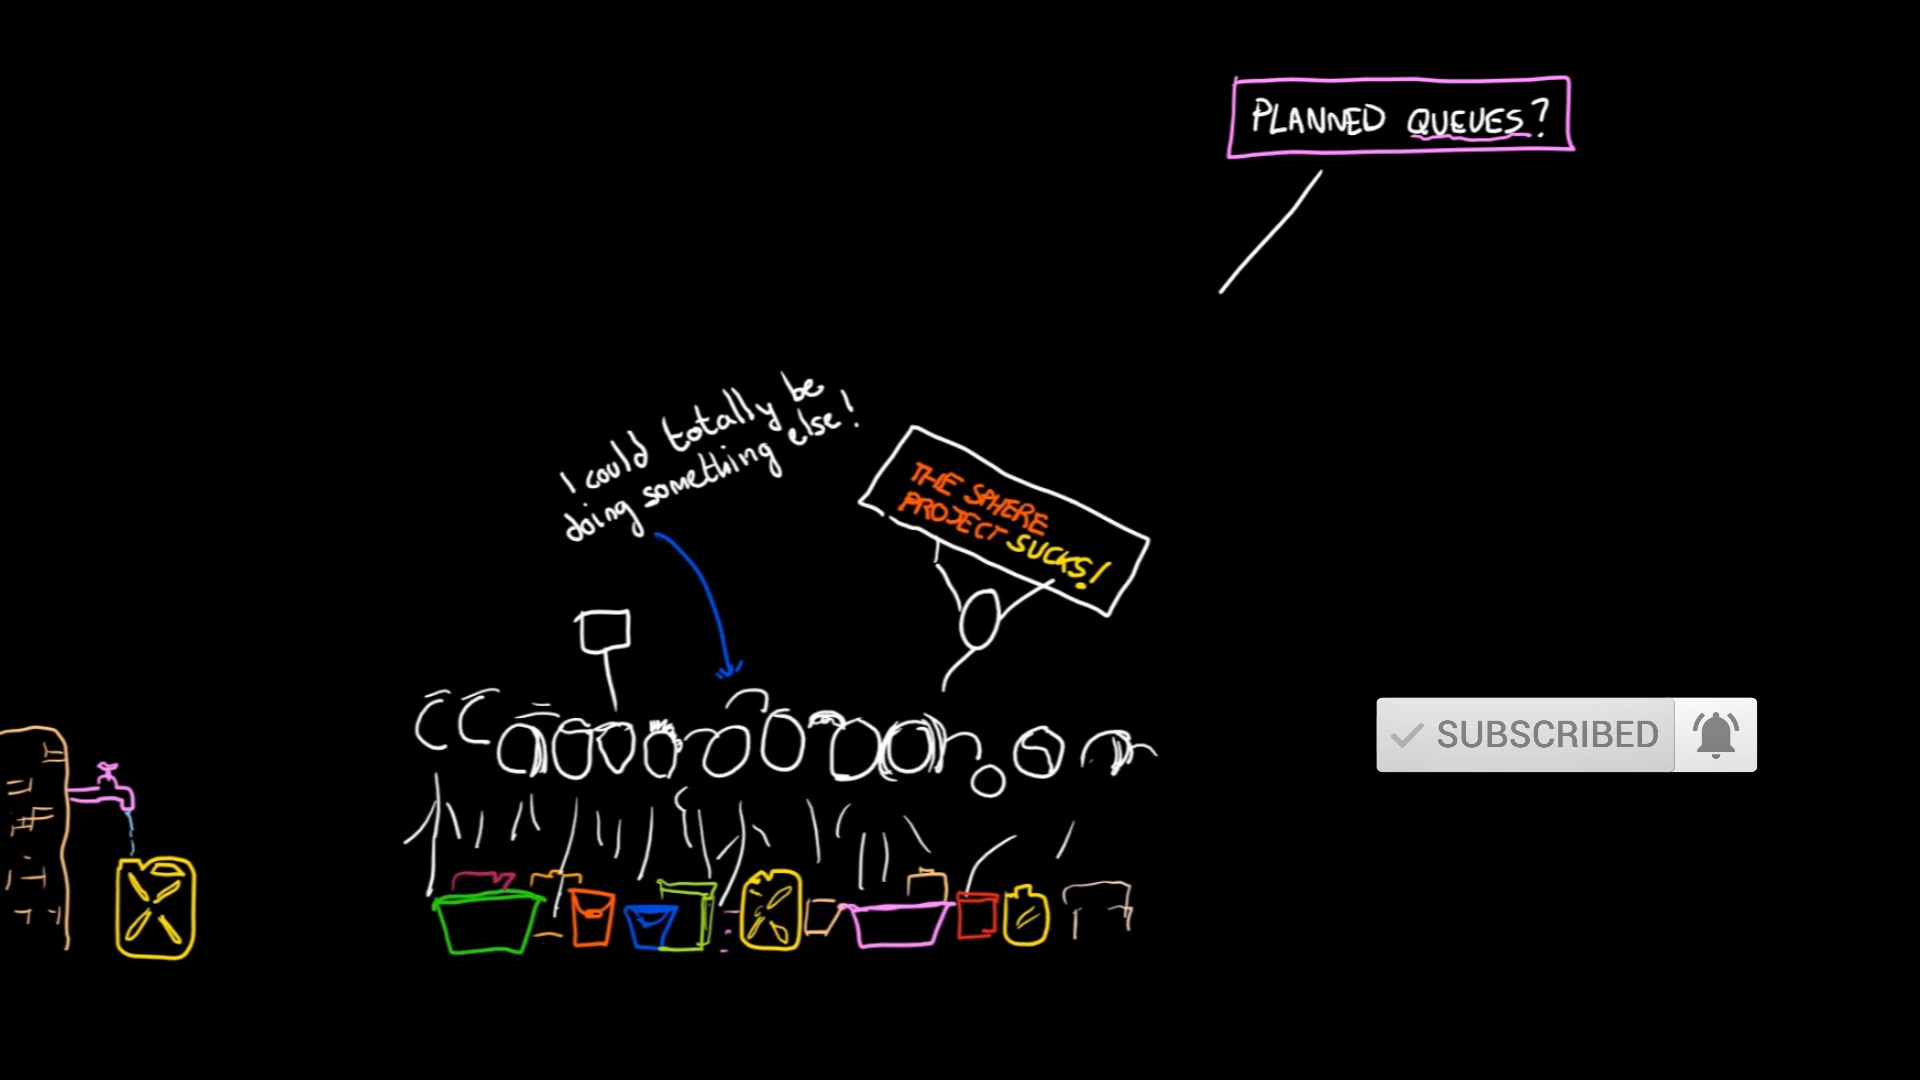 PLANNED QUEUES?
I could totally be
doing something else!
THE SPHERE
PROJECT SUCKS!
SUBSCRIBED